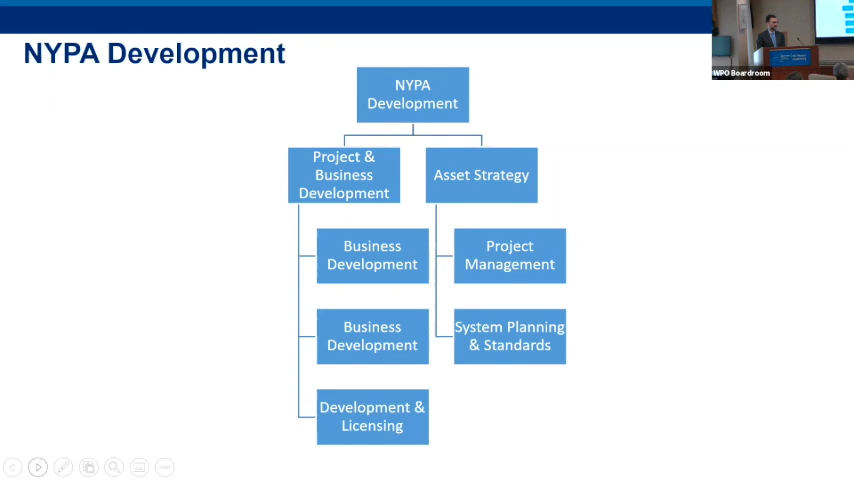 NYPA Development
WPO Boardroom
NYPA
Development
Project &
Business
Development
Asset Strategy
Business
Development
Project
Management
Business
Development
System Planning
& Standards
Development &
Licensing